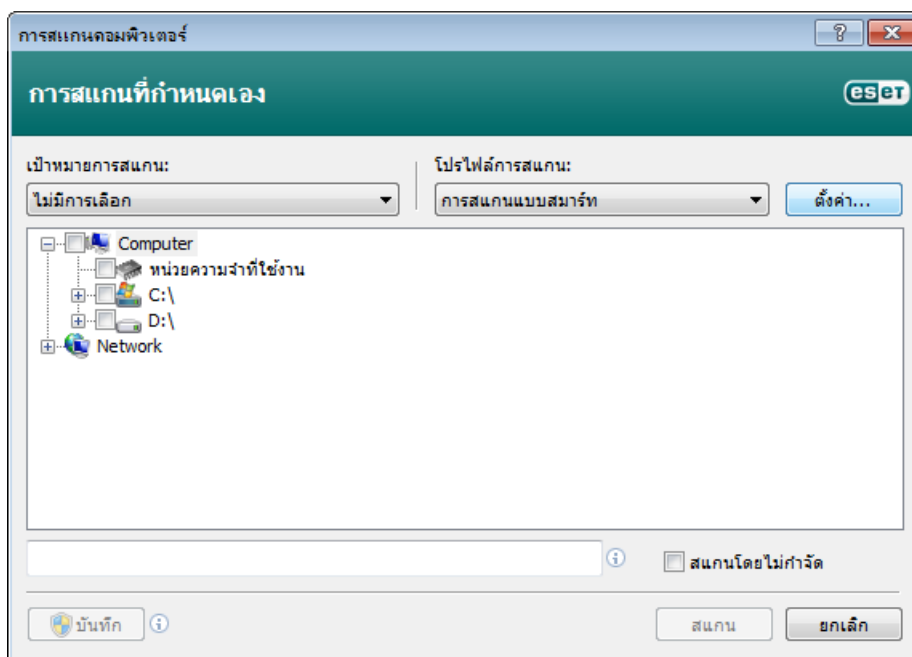 การสแกนคอมพิวเตอร์
การสแกนที่กำหนดเอง
eset
เป้าหมายการสแกน:
โปรไฟล์การสแกน:
ไม่มีการเลือก
การสแกนแบบสมาร์ท
ตั้งค่า...
Computer
หน่วยความจำที่ใช้งาน
C:\
D:\
Network
สแกนโดยไม่กำจัด
บันทึก
สแกน
ยกเลิก